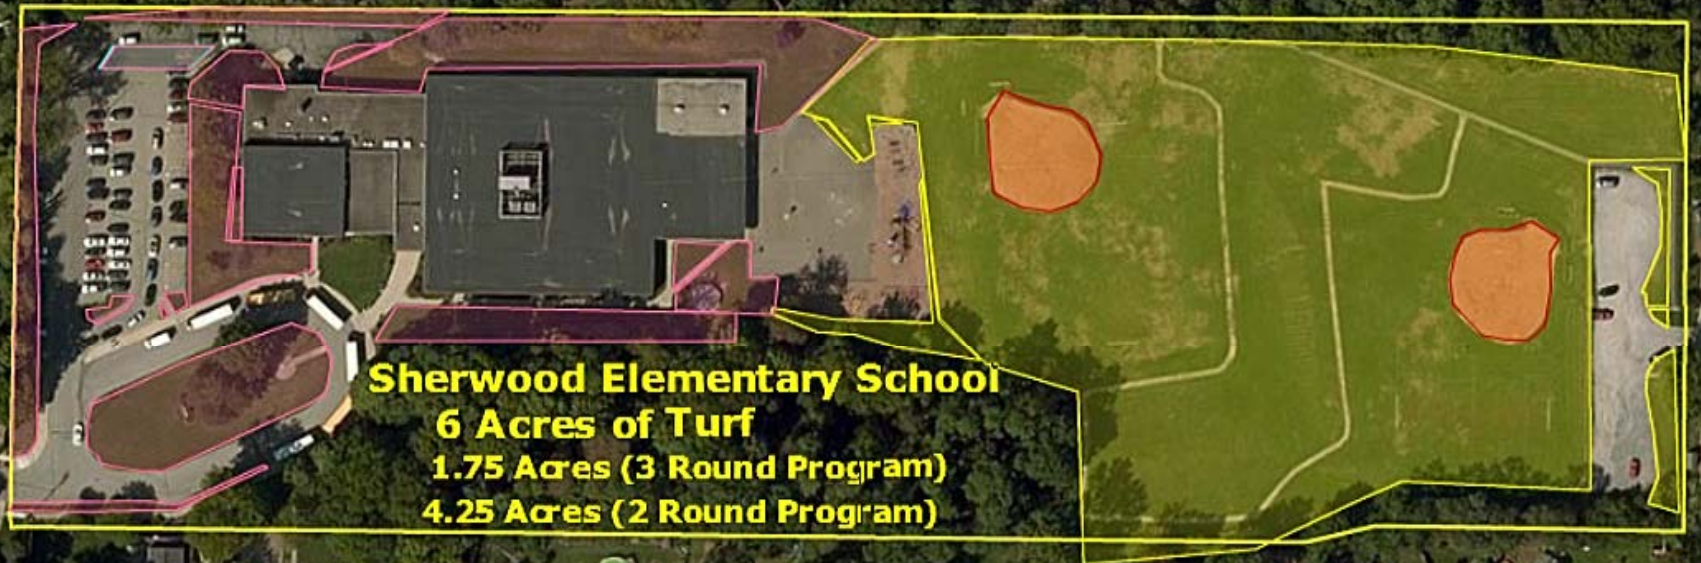 Sherwood Elementary School
6 Acres of Turf
1.75 Acres (3 Round Program)
4.25 Acres (2 Round Program)